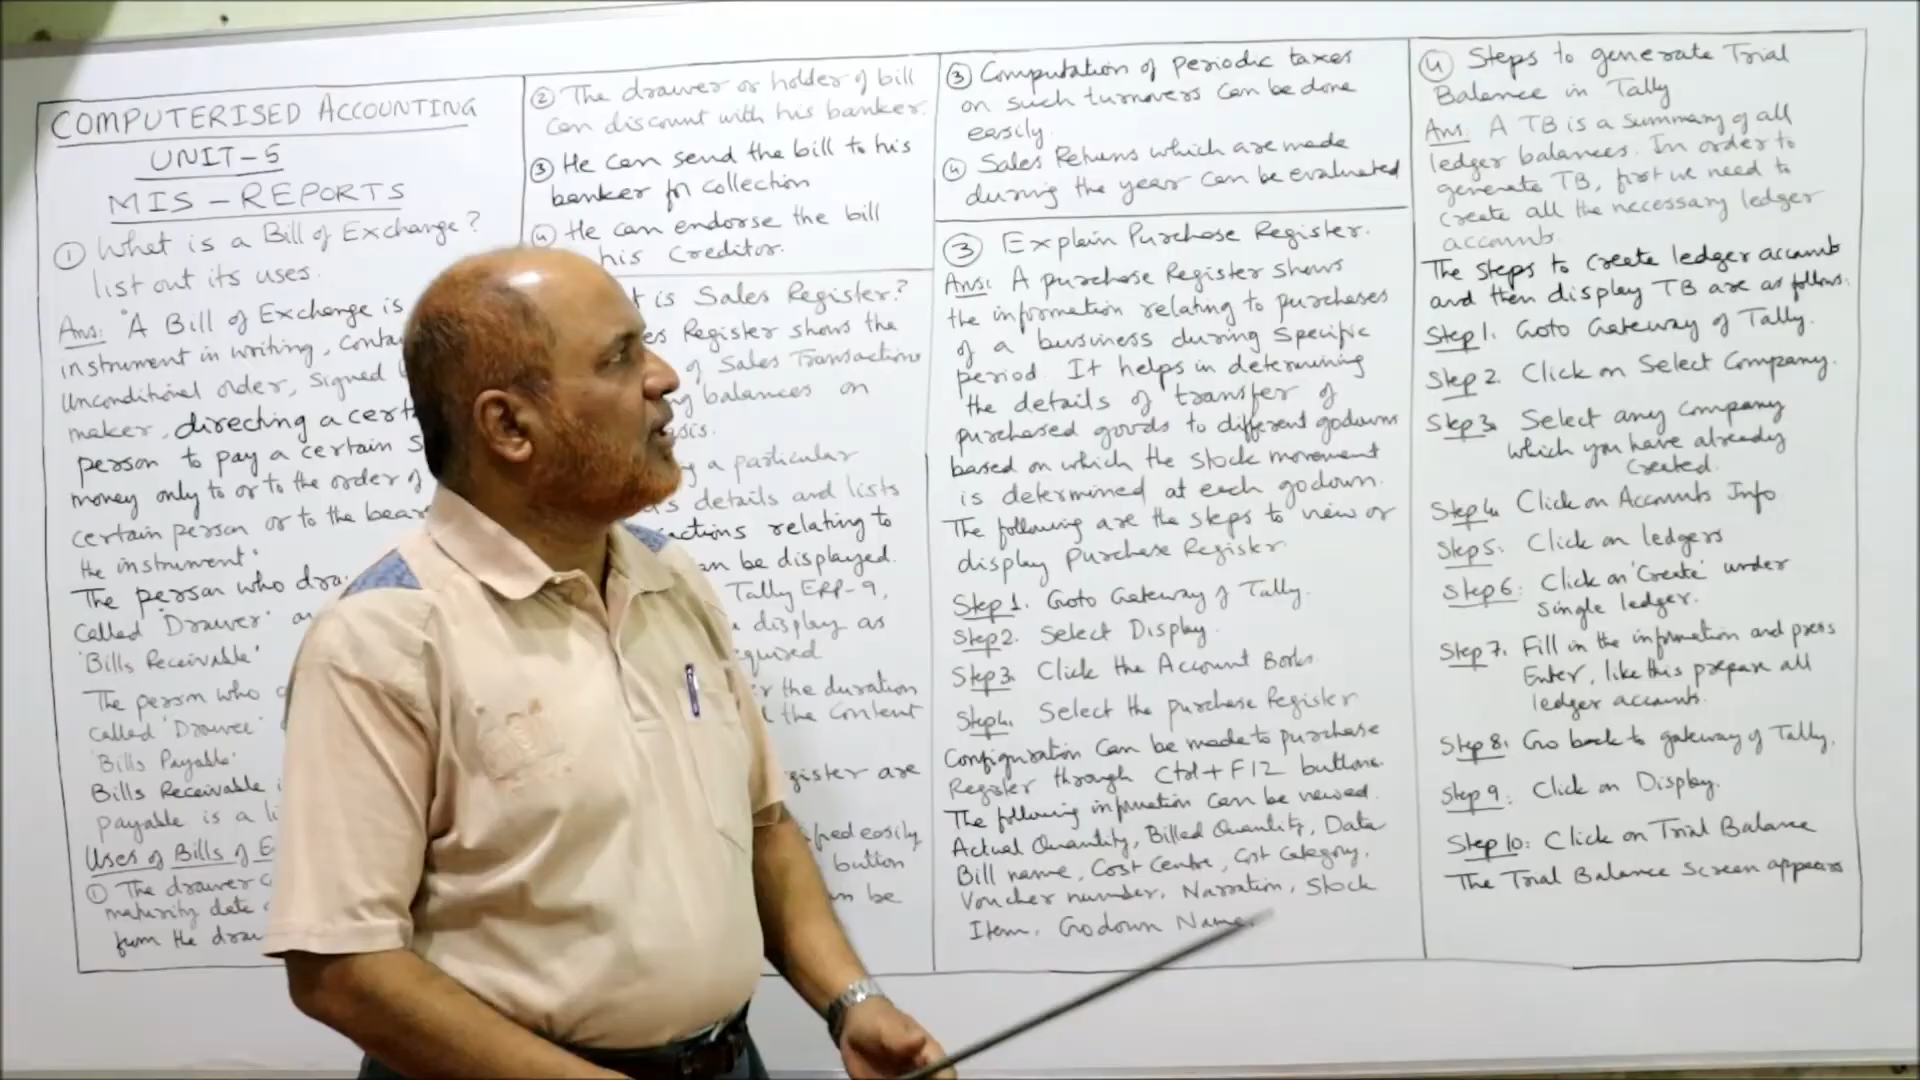 COMPUTERISED ACCOUNTING
UNIT-5
MIS-REPORTS
① What is a Bill of Exchange?
list out its uses.
Ans: "A Bill of Exchange is
instrument in writing,
Unconditional order, Signed
maker, directing a
person to pay a certain
money only to or to the order of
certain person or to the
the instrument"
The person who
Called 'Drawer'
'Bills Receivable'
The person who
called 'Drawee'
'Bills Payable'
Bills Receivable
payable is a
Uses of Bills of
① The drawer
maturity date
from the
② The drawer or holder of bill
can discount with his banker.
③ He can send the bill to his
banker for collection
④ He can endorse the bill
his Creditor.
is Sales Register?
Register shows the
of Sales Transactions
balances on
a particular
details and lists
relating to
be displayed.
Tally ERP-9,
display as
the duration
the Content
are
easily
button
be
③ Computation of periodic taxes
on such turnovers can be done
easily.
④ Sales Returns which are made
during the year can be evaluated
③ Explain Purchase Register.
Ans: A purchase Register shows
the information relating to purchases
of a business during Specific
period. It helps in determining
the details of transfer of
purchased goods to different godowns
based on which the stock movement
is determined at each godown.
The following are the steps to view or
display Purchase Register.
Step 1. Goto Gateway of Tally.
Step 2. Select Display.
Step 3. Click the Account Books.
Step 4. Select the purchase Register
Configuration Can be made to purchase
Register through Ctrl+F12 buttons.
The following information Can be viewed.
Actual Quantity, Billed Quantity, Data
Bill name, Cost Centre, Cost Category,
Voucher number, Narration, Stock
Item, Godown Name.
④ Steps to generate Trial
Balance in Tally
Ans: A TB is a summary of all
ledger balances. In order to
generate TB, first we need to
create all the necessary ledger
accounts.
The Steps to Create ledger accounts
and then display TB are as follows:
Step 1. Goto Gateway of Tally.
Step 2. Click on Select Company.
Step 3. Select any Company
which you have already
Created.
Step 4. Click on Accounts Info
Step 5. Click on ledgers
Step 6: Click on 'Create' under
Single ledger.
Step 7. Fill in the information and press
Enter, like this prepare all
ledger accounts.
Step 8: Go back to gateway of Tally.
Step 9: Click on Display.
Step 10: Click on Trial Balance
The Trial Balance Screen appears